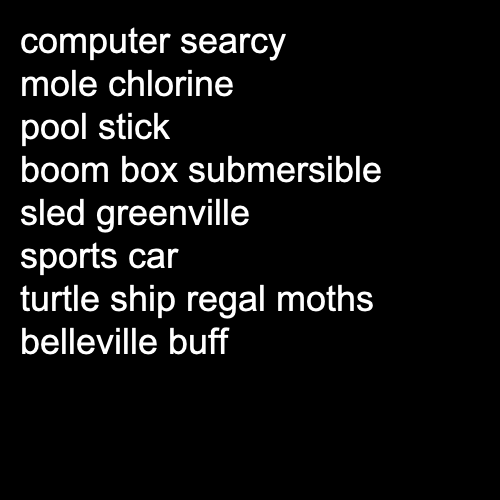 computer searcy
mole chlorine
pool stick
boom box submersible
sled greenville
sports car
turtle ship regal moths
belleville buff